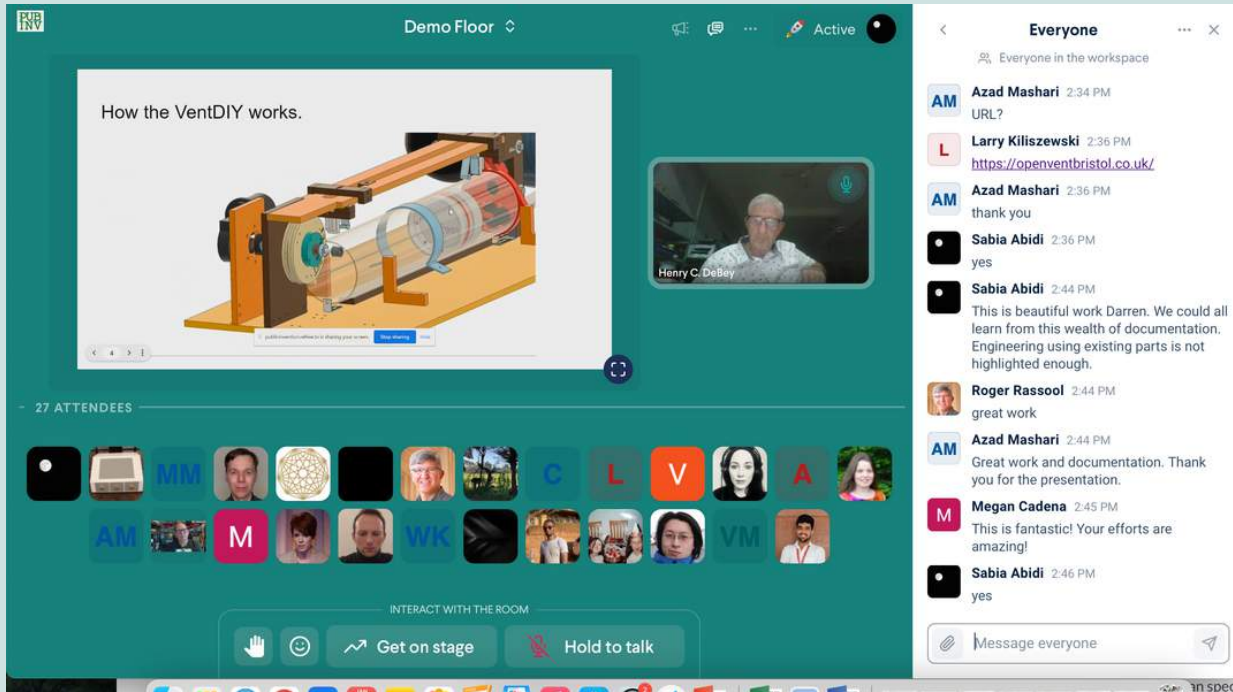 PUB
INV
Demo Floor
Active
How the VentDIY works.
Stop sharing
Hide
4
Henry C. DeBey
27 ATTENDEES
MM
C
L
V
A
AM
M
WK
VM
INTERACT WITH THE ROOM
Get on stage
Hold to talk
Everyone
Everyone in the workspace
AM
Azad Mashari 2:34 PM
URL?
L
Larry Kiliszewski 2:36 PM
https://openventbristol.co.uk/
AM
Azad Mashari 2:36 PM
thank you
Sabia Abidi 2:36 PM
yes
Sabia Abidi 2:44 PM
This is beautiful work Darren. We could all
learn from this wealth of documentation.
Engineering using existing parts is not
highlighted enough.
Roger Rassool 2:44 PM
great work
AM
Azad Mashari 2:44 PM
Great work and documentation. Thank
you for the presentation.
M
Megan Cadena 2:45 PM
This is fantastic! Your efforts are
amazing!
Sabia Abidi 2:46 PM
yes
Message everyone